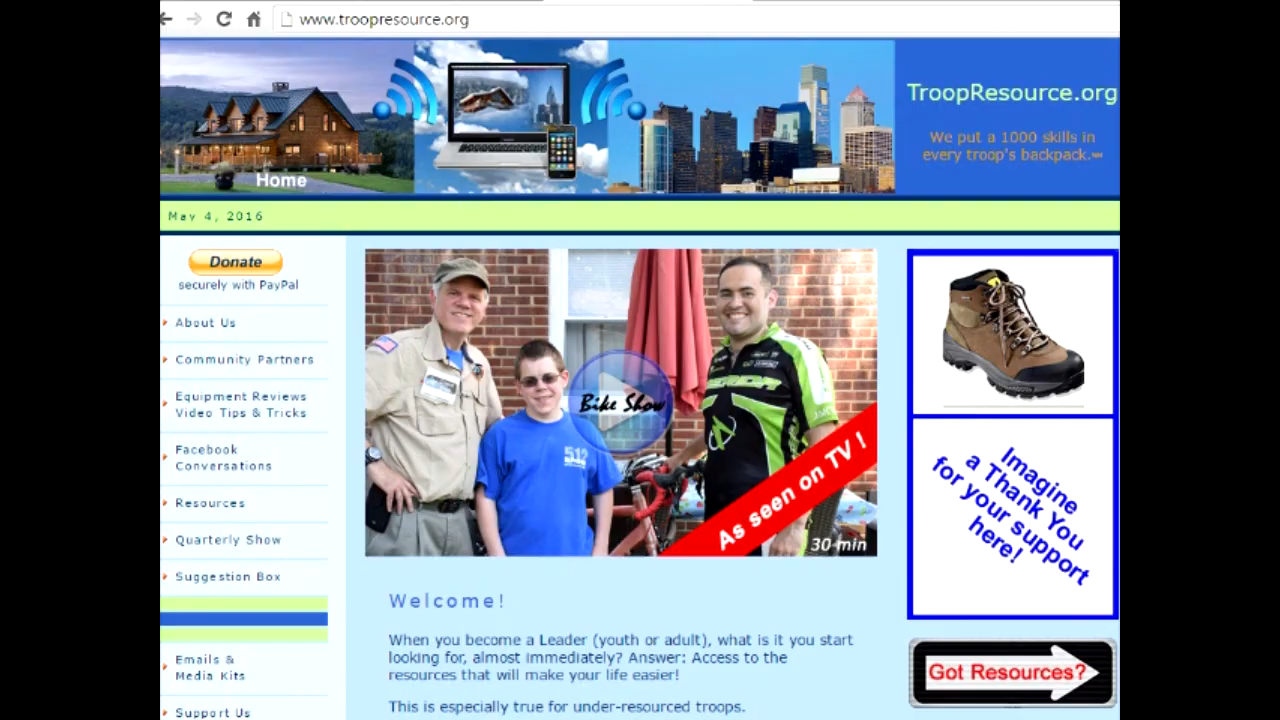 www.troopresource.org
TroopResource.org
We put a 1000 skills in
every troop's backpack.
Home
May 4, 2016
Donate
securely with PayPal
About Us
Community Partners
Equipment Reviews
Video Tips & Tricks
Facebook
Conversations
Resources
Quarterly Show
Suggestion Box
Emails &
Media Kits
Support Us
Bike Show
512
As seen on TV !
30 min
Welcome!
When you become a Leader (youth or adult), what is it you start
looking for, almost immediately? Answer: Access to the
resources that will make your life easier!
This is especially true for under-resourced troops.
Imagine
a Thank You
for your support
here!
Got Resources?